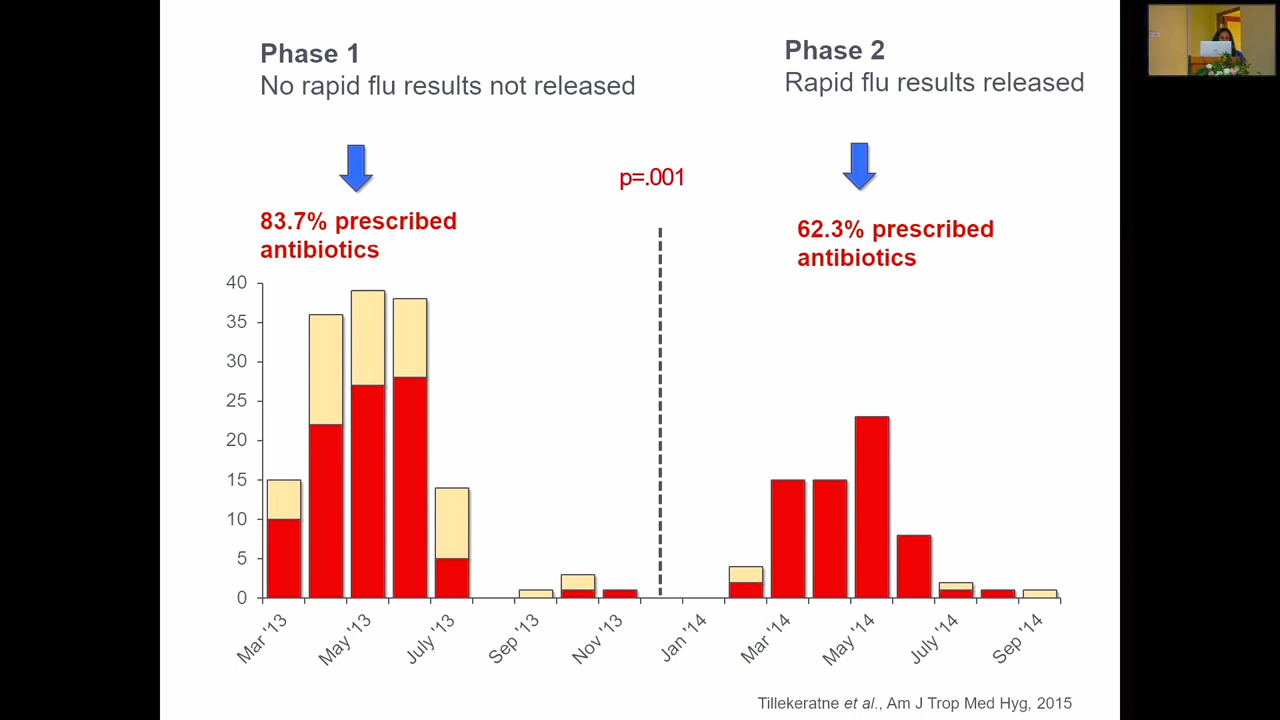 Phase 1
No rapid flu results not released
Phase 2
Rapid flu results released
p=.001
83.7% prescribed
antibiotics
62.3% prescribed
antibiotics
40
35
30
25
20
15
10
5
0
Mar '13
May '13
July '13
Sep '13
Nov '13
Jan '14
Mar '14
May '14
July '14
Sep '14
Tillekeratne et al., Am J Trop Med Hyg, 2015